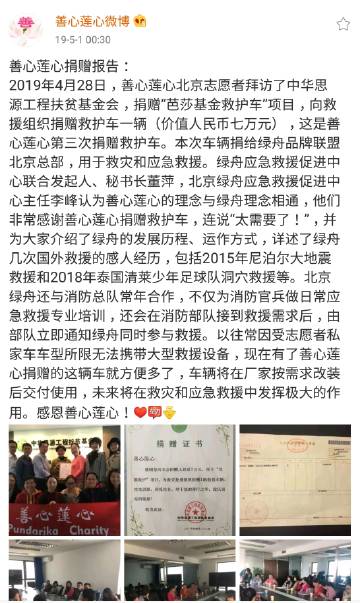 善心莲心微博
19-5-1 00:30
善心莲心捐赠报告：
2019年4月28日，善心莲心北京志愿者拜访了中华思
源工程扶贫基金会，捐赠“芭莎基金救护车”项目，向救
援组织捐赠救护车一辆（价值人民币七万元），这是善
心莲心第三次捐赠救护车。本次车辆捐给绿舟品牌联盟
北京总部，用于救灾和应急救援。绿舟应急救援促进中
心联合发起人、秘书长董萍，北京绿舟应急救援促进中
心主任李峰认为善心莲心的理念与绿舟理念相通，他们
非常感谢善心莲心捐赠救护车，连说“太需要了！”，并
为大家介绍了绿舟的发展历程、运作方式，详述了绿舟
几次国外救援的感人经历，包括2015年尼泊尔大地震
救援和2018年泰国清莱少年足球队洞穴救援等。北京
绿舟还与消防总队常年合作，不仅为消防官兵做日常应
急救援专业培训，还会在消防部队接到救援需求后，由
部队立即通知绿舟同时参与救援。以往常因受志愿者私
家车车型所限无法携带大型救援设备，现在有了善心莲
心捐赠的这辆车就方便多了，车辆将在厂家按需求改装
后交付使用，未来将在救灾和应急救援中发挥极大的作
用。感恩善心莲心！
中华思源工程扶贫基
善心蓮心
Pundarika Charity
捐赠证书
善心莲心：